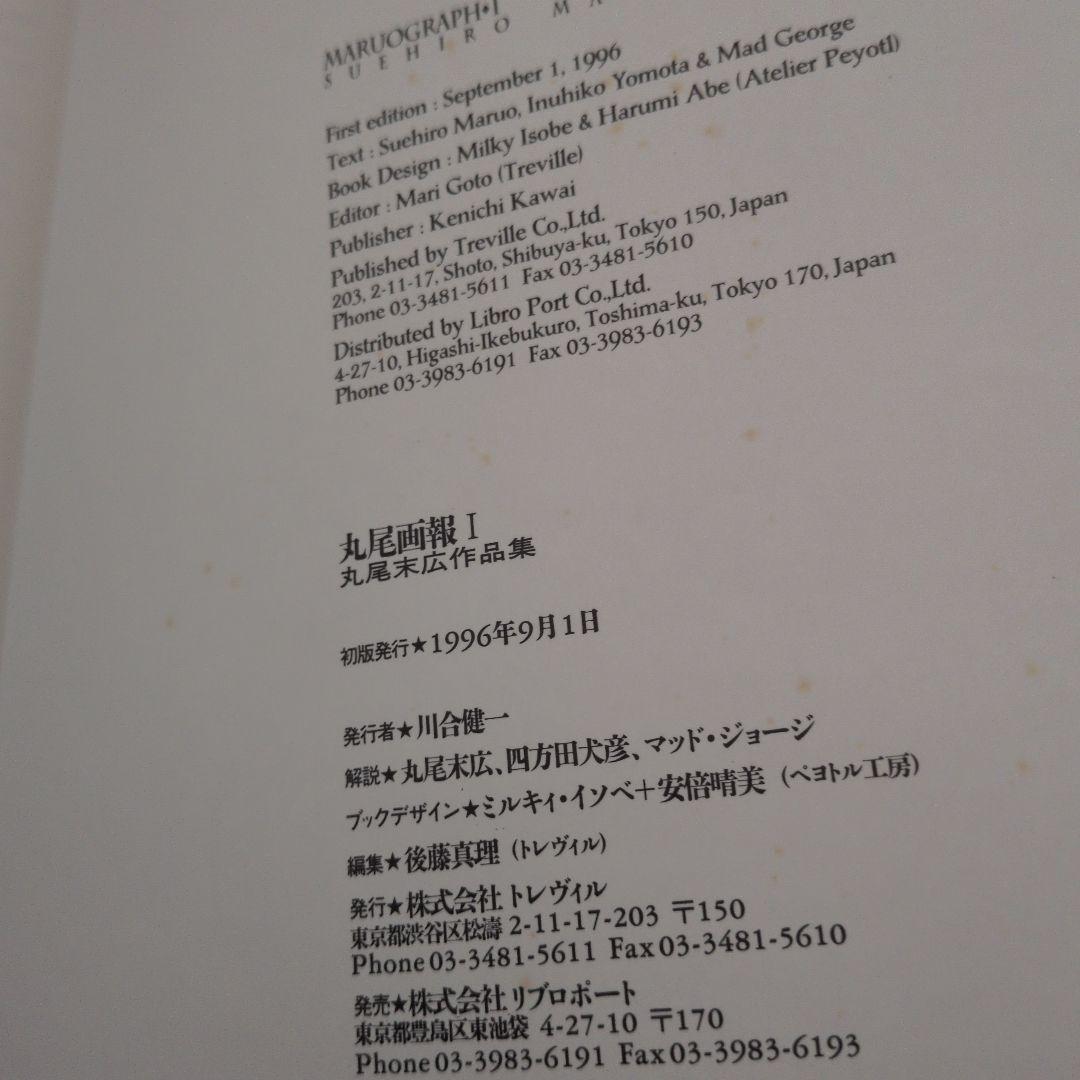 MARUOGRAPH•I
SUEHIRO MA
First edition : September 1, 1996
Text : Suehiro Maruo, Inuhiko Yomota & Mad George
Book Design : Milky Isobe & Harumi Abe (Atelier Peyotl)
Editor : Mari Goto (Treville)
Publisher : Kenichi Kawai
Published by Treville Co.,Ltd.
203, 2-11-17, Shoto, Shibuya-ku, Tokyo 150, Japan
Phone 03-3481-5611 Fax 03-3481-5610
Distributed by Libro Port Co.,Ltd.
4-27-10, Higashi-Ikebukuro, Toshima-ku, Tokyo 170, Japan
Phone 03-3983-6191 Fax 03-3983-6193
丸尾画報 I
丸尾末広作品集
初版発行★1996年9月1日
発行者★川合健一
解説★丸尾末広、四方田犬彦、マッド・ジョージ
ブックデザイン★ミルキィ・イソベ+安倍晴美（ペヨトル工房）
編集★後藤真理（トレヴィル）
発行★株式会社トレヴィル
東京都渋谷区松濤 2-11-17-203 〒150
Phone 03-3481-5611 Fax 03-3481-5610
発売★株式会社リブロポート
東京都豊島区東池袋 4-27-10 〒170
Phone 03-3983-6191 Fax 03-3983-6193